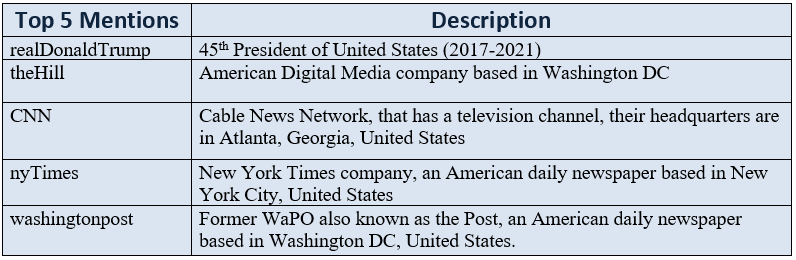 Top 5 Mentions Description
realDonaldTrump 45th President of United States (2017-2021)
theHill American Digital Media company based in Washington DC
CNN Cable News Network, that has a television channel, their headquarters are
in Atlanta, Georgia, United States
nyTimes New York Times company, an American daily newspaper based in New
York City, United States
washingtonpost Former WaPO also known as the Post, an American daily newspaper
based in Washington DC, United States.